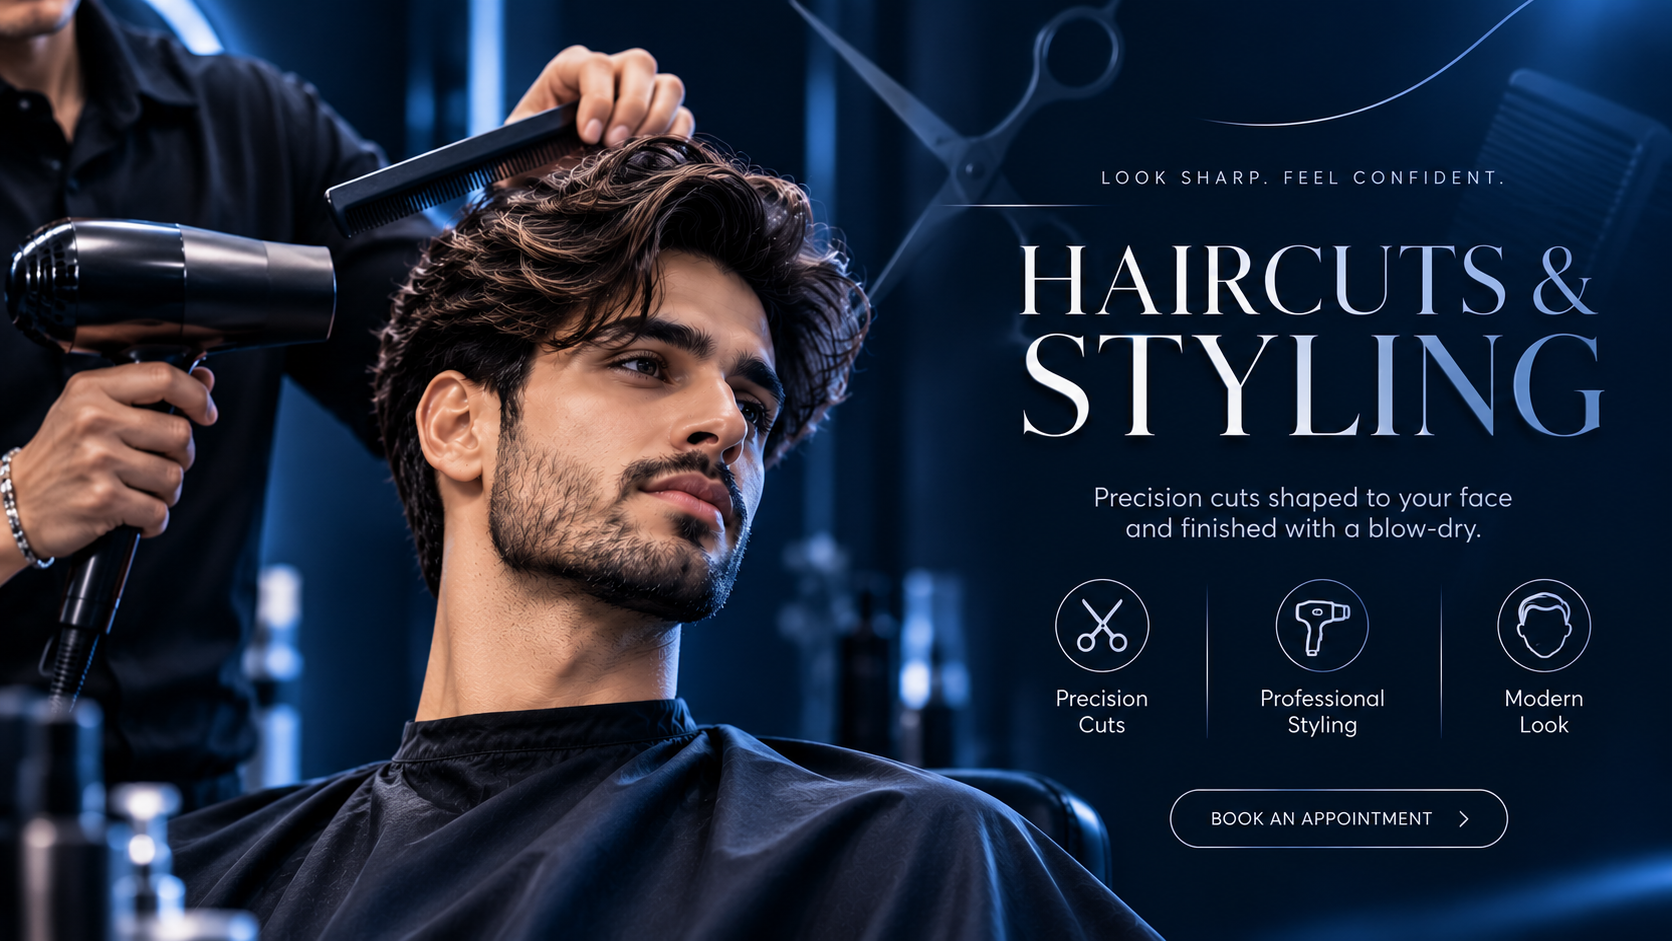 LOOK SHARP. FEEL CONFIDENT.
HAIRCUTS &
STYLING
Precision cuts shaped to your face
and finished with a blow-dry.
Precision
Cuts
Professional
Styling
Modern
Look
BOOK AN APPOINTMENT